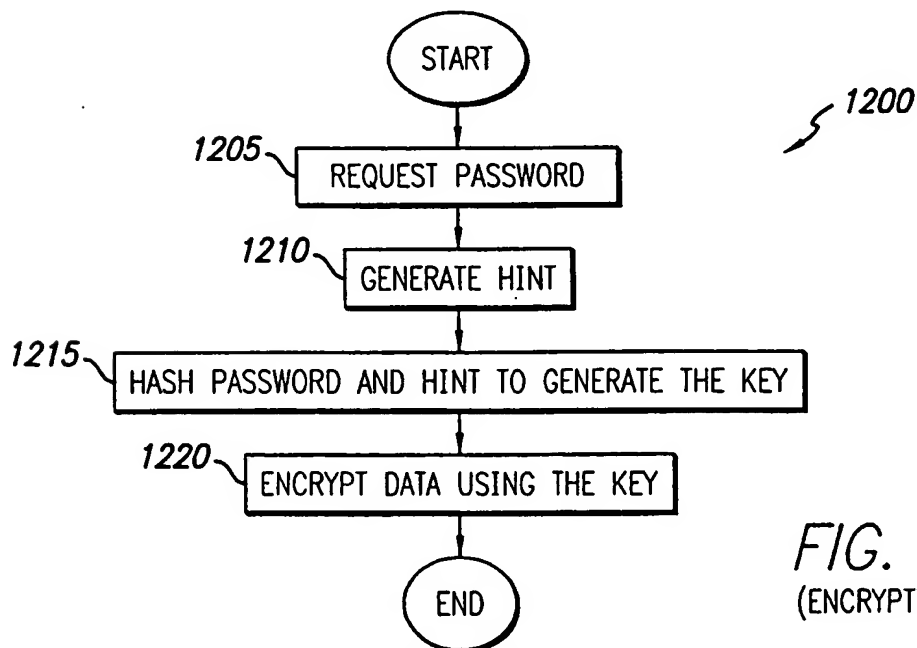 START
1200
1205
REQUEST PASSWORD
1210
GENERATE HINT
1215
HASH PASSWORD AND HINT TO GENERATE THE KEY
1220
ENCRYPT DATA USING THE KEY
END
FIG.
(ENCRYPT